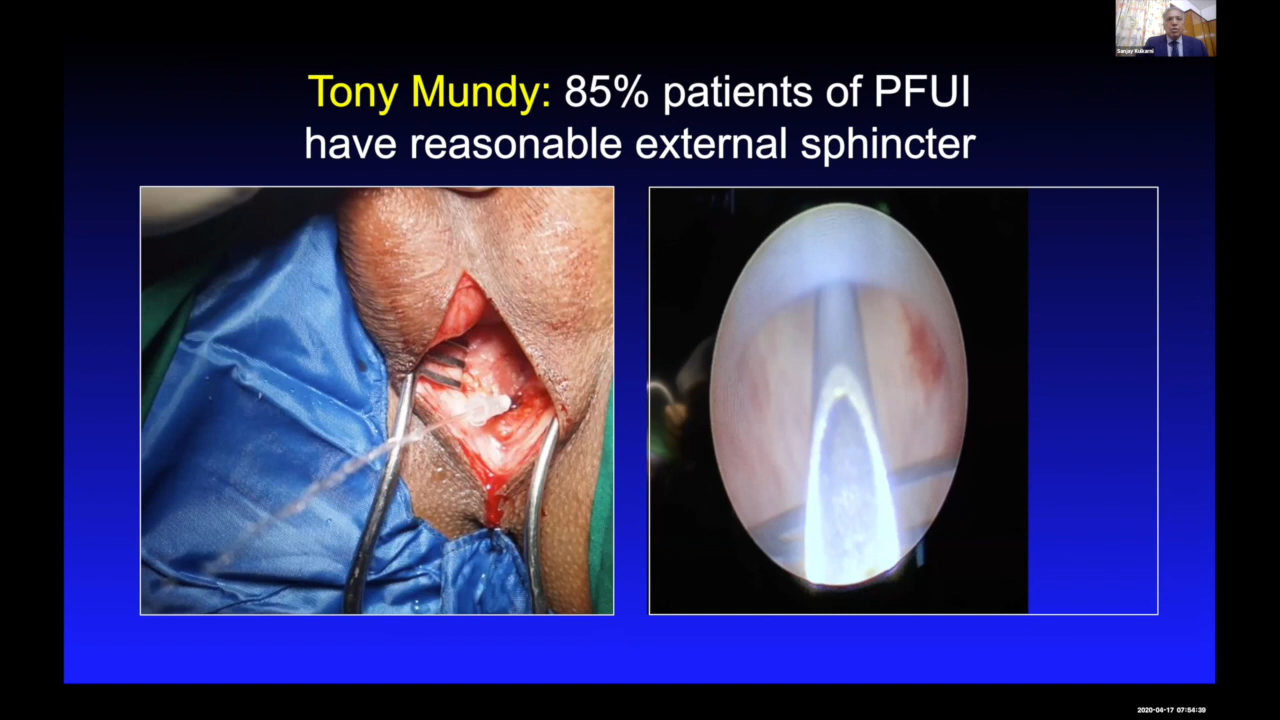 Sanjay Kulkarni
Tony Mundy: 85% patients of PFUI
have reasonable external sphincter
2020-04-17 07:54:39